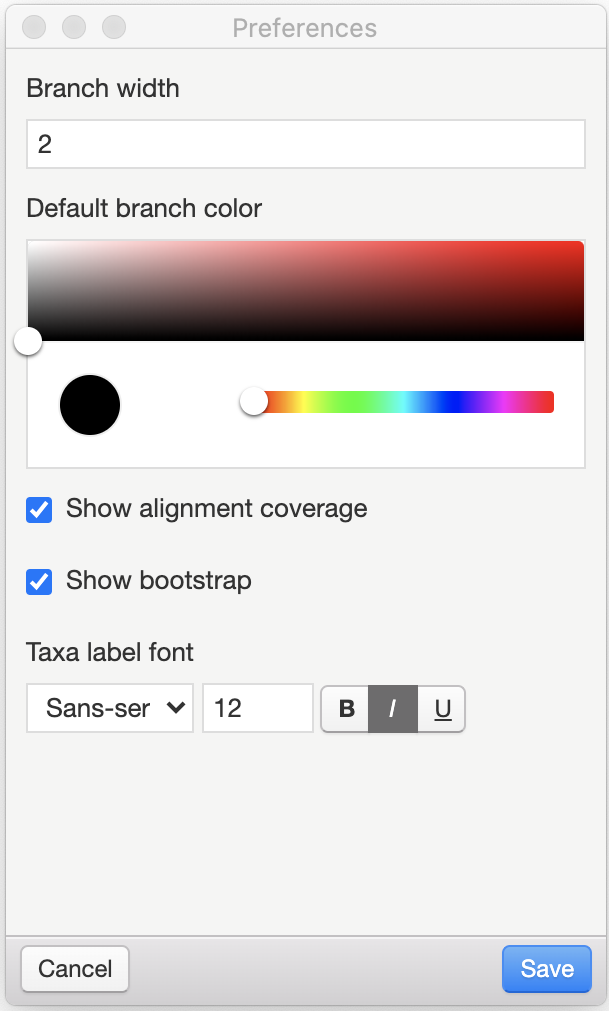 Preferences
Branch width
2
Default branch color
Show alignment coverage
Show bootstrap
Taxa label font
Sans-ser 12 B I U
Cancel Save